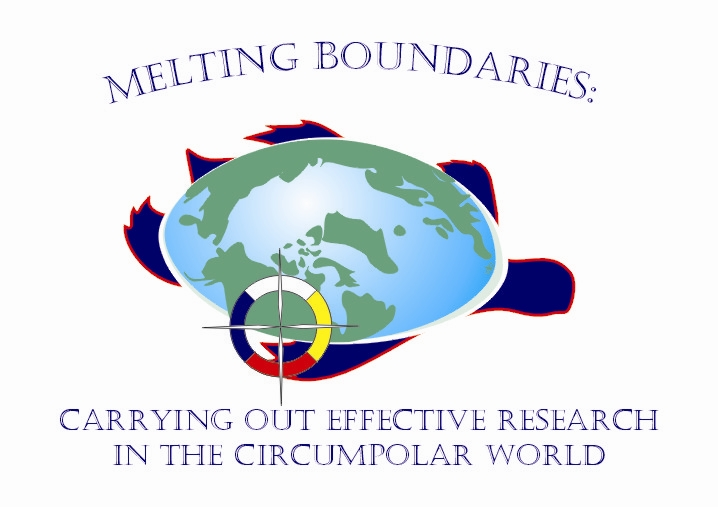 MELTING BOUNDARIES:
CARRYING OUT EFFECTIVE RESEARCH
IN THE CIRCUMPOLAR WORLD